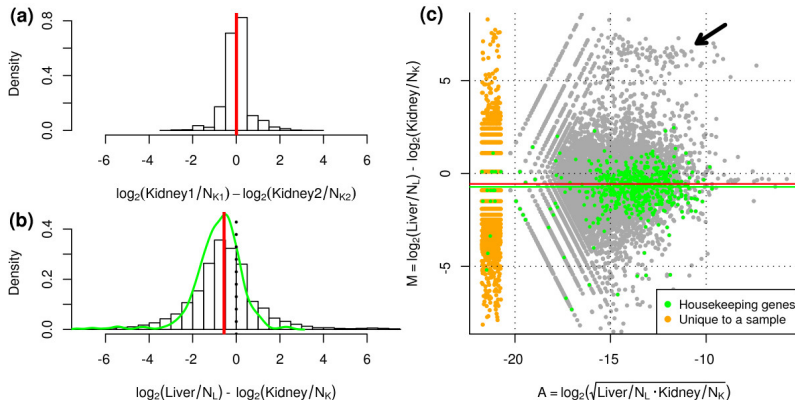 (a)
Density
0.0
0.4
0.8
-6 -4 -2 0 2 4 6
log2(Kidney1/NK1) − log2(Kidney2/NK2)
(b)
Density
0.0
0.2
0.4
-6 -4 -2 0 2 4 6
log2(Liver/NL) - log2(Kidney/NK)
(c)
M = log2(Liver/NL) - log2(Kidney/NK)
5
0
-5
Housekeeping genes
Unique to a sample
-20 -15 -10
A = log2(√Liver/NL · Kidney/NK)